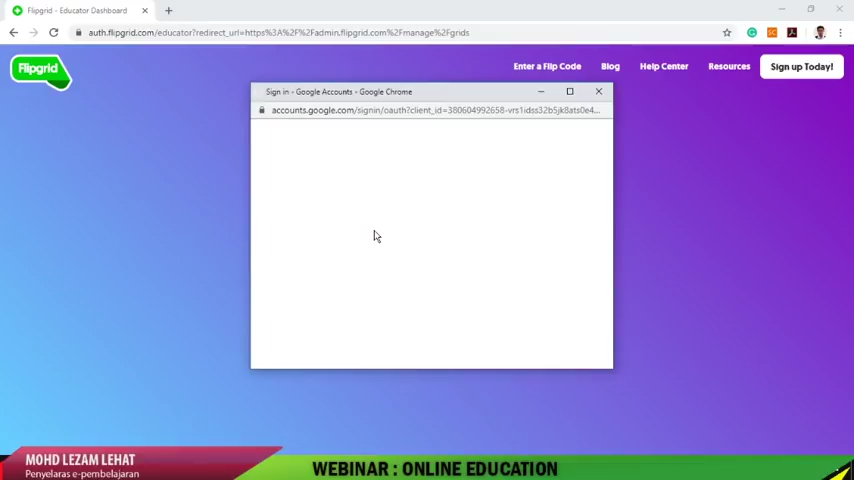 Flipgrid - Educator Dashboard
auth.flipgrid.com/educator?redirect_url=https%3A%2F%2Fadmin.flipgrid.com%2Fmanage%2Fgrids
Flipgrid
Enter a Flip Code
Blog
Help Center
Resources
Sign up Today!
Sign in - Google Accounts - Google Chrome
accounts.google.com/signin/oauth?client_id=380604992658-vrs1idss32b5jk8ats0e4...
MOHD LEZAM LEHAT
Penyelaras e-pembelajaran
WEBINAR : ONLINE EDUCATION